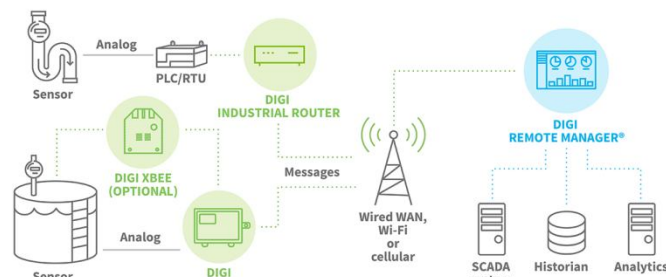 Analog
Sensor
PLC/RTU
DIGI
INDUSTRIAL ROUTER
DIGI XBEE
(OPTIONAL)
Messages
Analog
Sensor
DIGI
Wired WAN,
Wi-Fi
or
cellular
DIGI
REMOTE MANAGER®
SCADA
Historian
Analytics